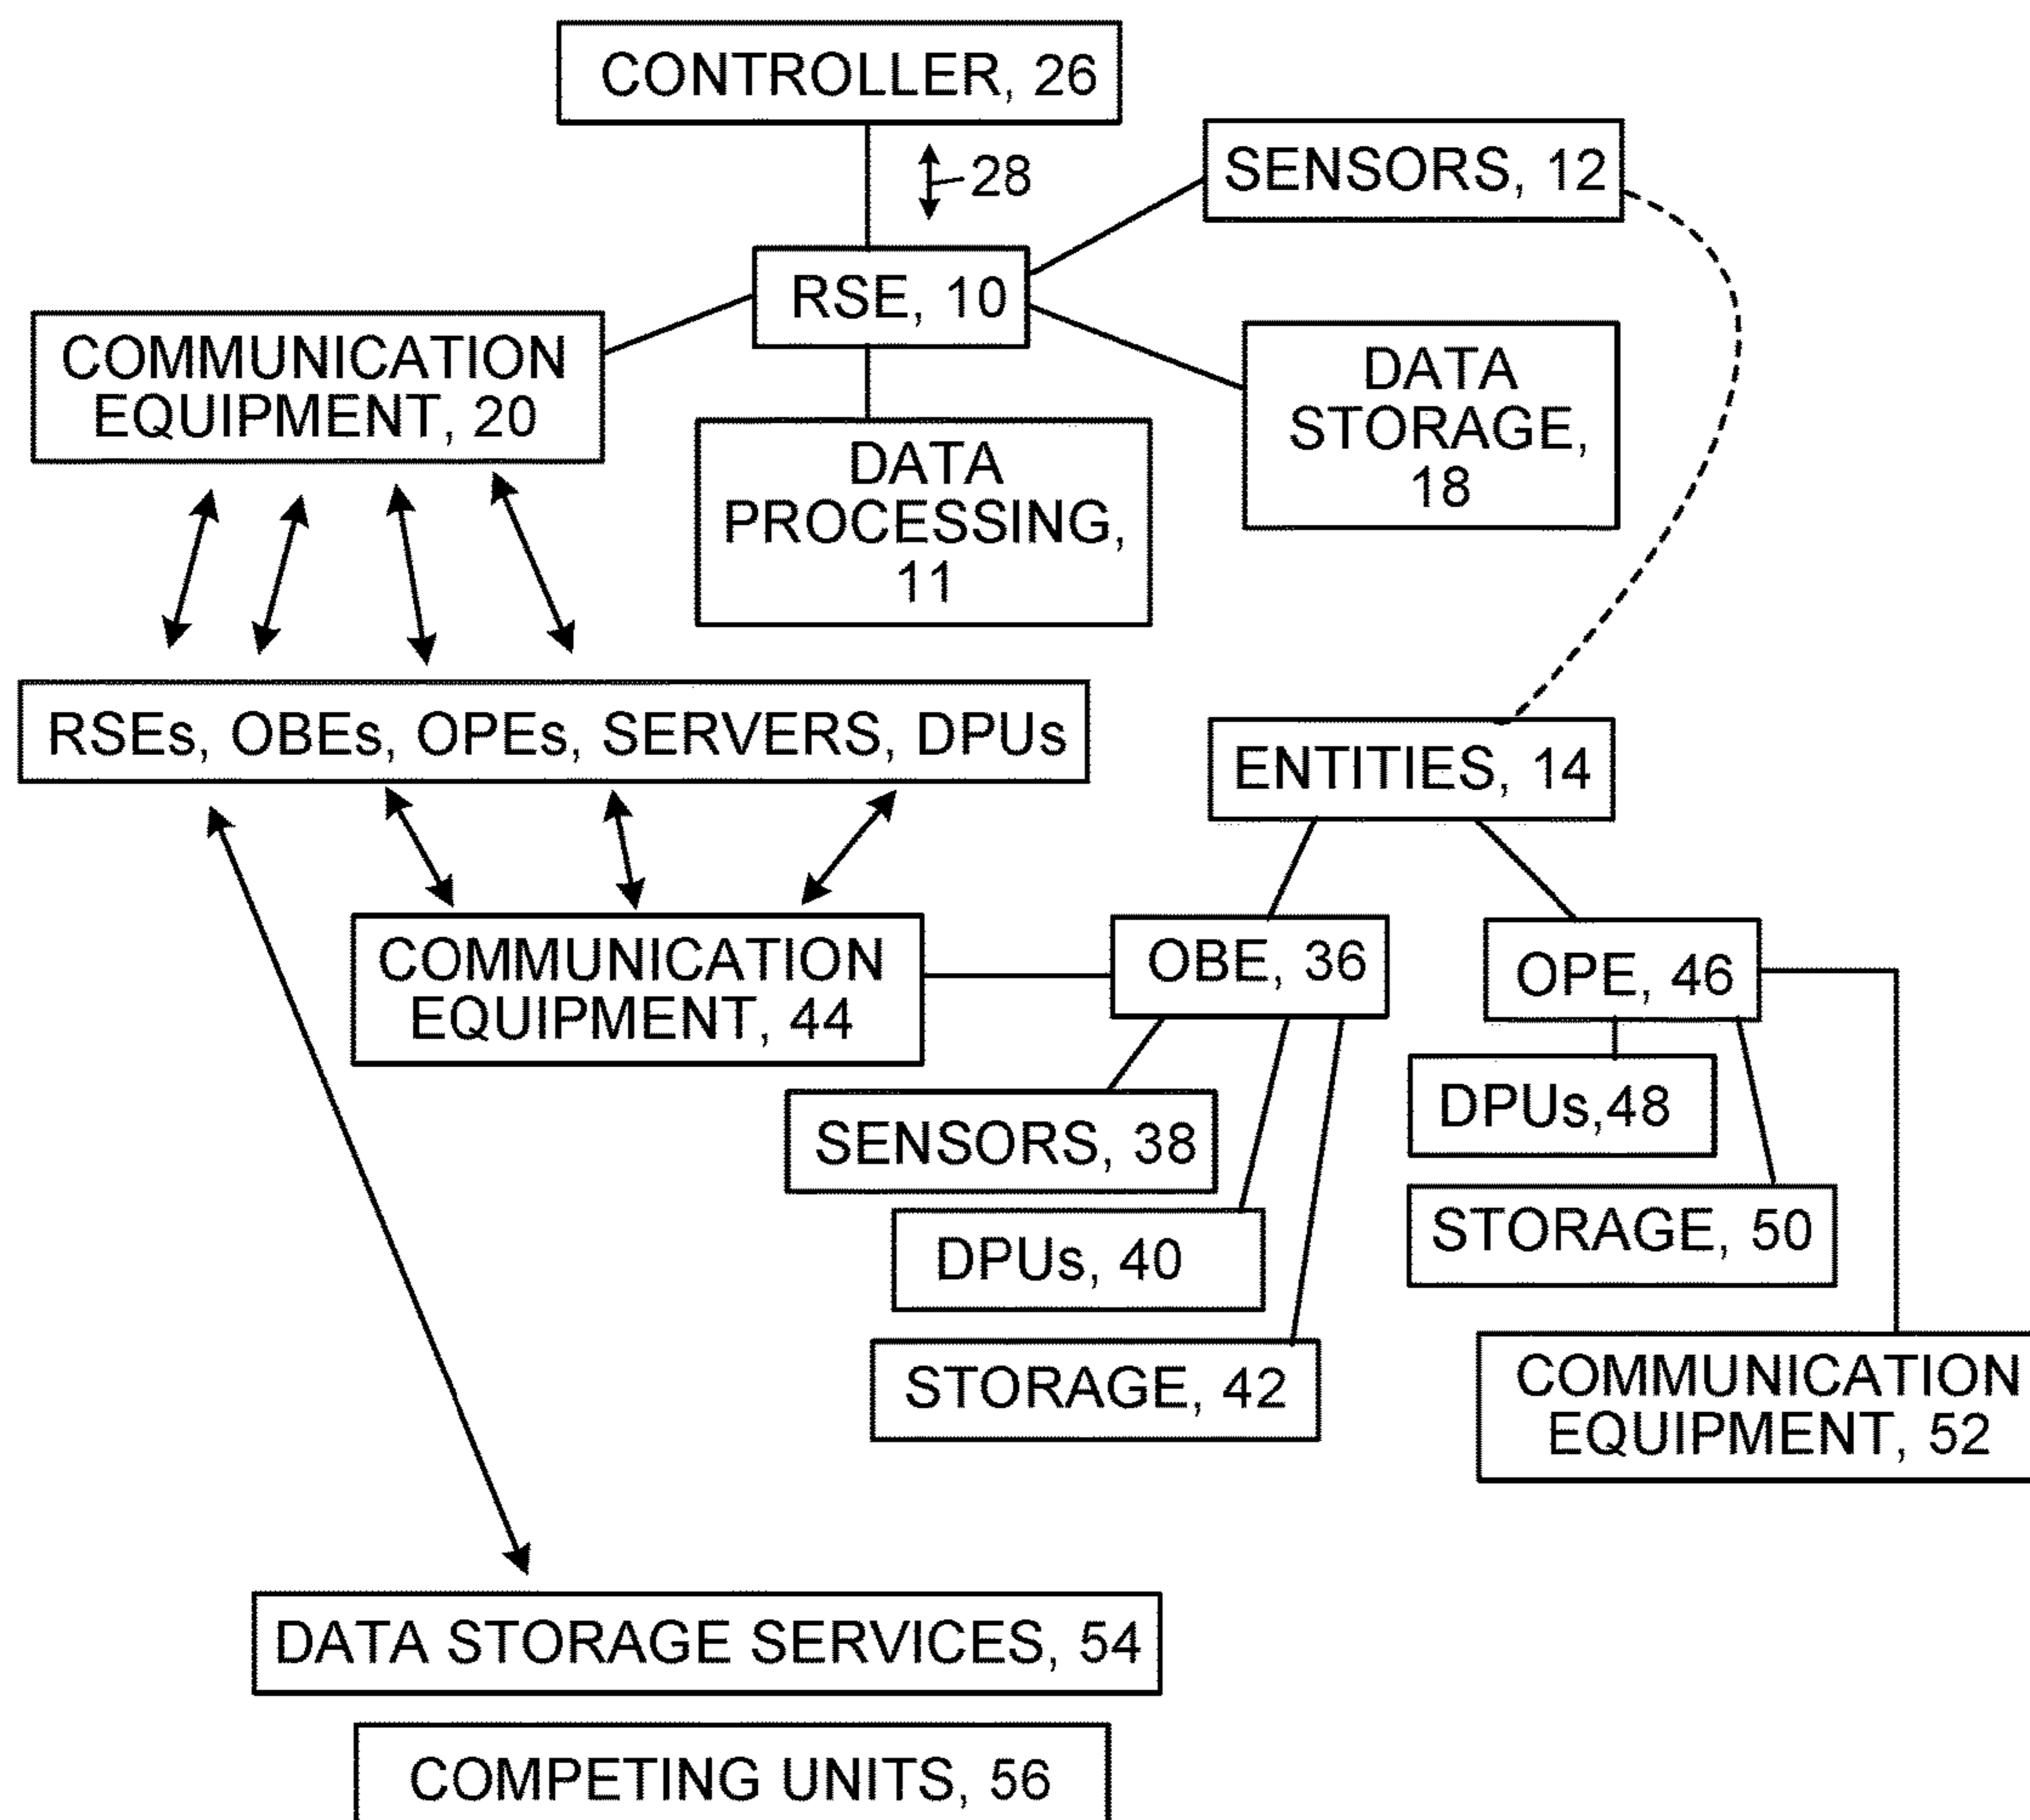 CONTROLLER, 26
28
SENSORS, 12
RSE, 10
COMMUNICATION
EQUIPMENT, 20
DATA
STORAGE,
18
DATA
PROCESSING,
11
RSEs, OBEs, OPEs, SERVERS, DPUs
ENTITIES, 14
COMMUNICATION
EQUIPMENT, 44
OBE, 36
OPE, 46
SENSORS, 38
DPUs,48
DPUs, 40
STORAGE, 50
STORAGE, 42
COMMUNICATION
EQUIPMENT, 52
DATA STORAGE SERVICES, 54
COMPETING UNITS, 56